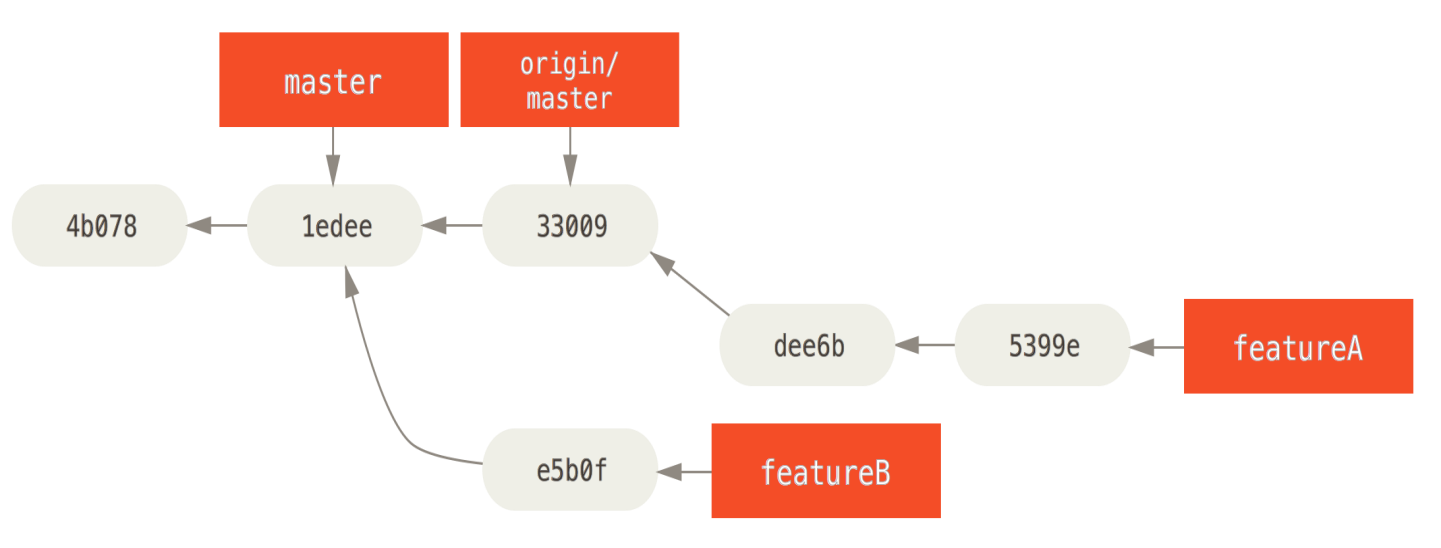 master
origin/
master
4b078
1edee
33009
dee6b
5399e
featureA
e5b0f
featureB